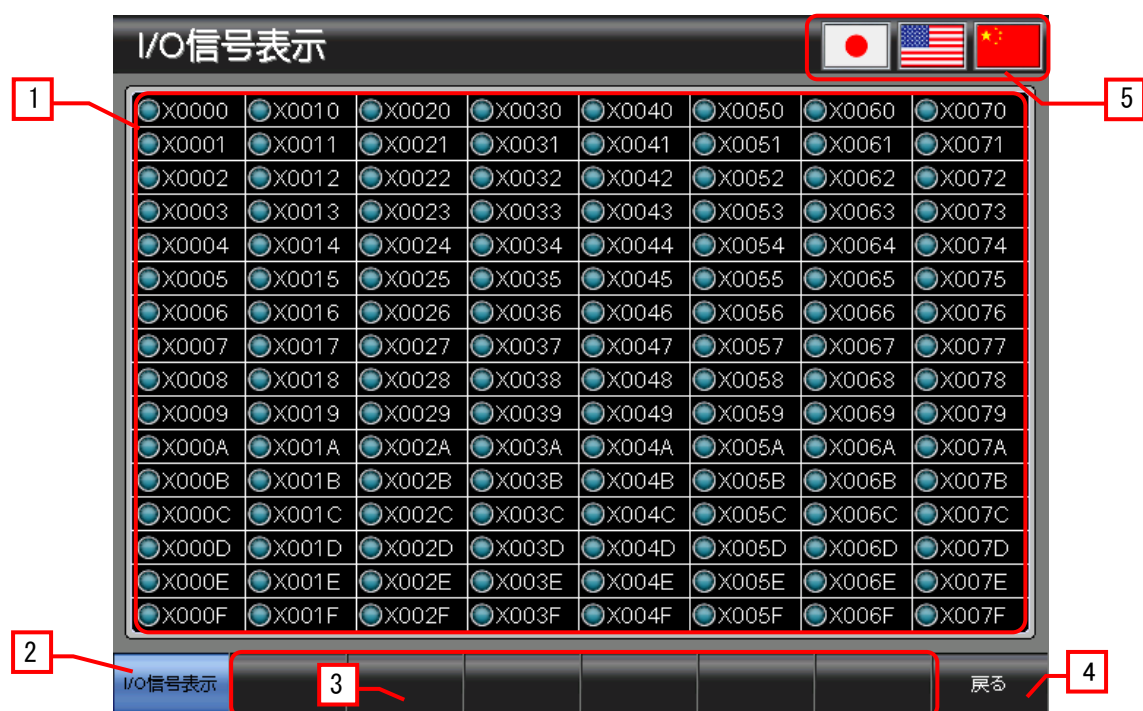 I/O信号表示
1
5
X0000 X0010 X0020 X0030 X0040 X0050 X0060 X0070
X0001 X0011 X0021 X0031 X0041 X0051 X0061 X0071
X0002 X0012 X0022 X0032 X0042 X0052 X0062 X0072
X0003 X0013 X0023 X0033 X0043 X0053 X0063 X0073
X0004 X0014 X0024 X0034 X0044 X0054 X0064 X0074
X0005 X0015 X0025 X0035 X0045 X0055 X0065 X0075
X0006 X0016 X0026 X0036 X0046 X0056 X0066 X0076
X0007 X0017 X0027 X0037 X0047 X0057 X0067 X0077
X0008 X0018 X0028 X0038 X0048 X0058 X0068 X0078
X0009 X0019 X0029 X0039 X0049 X0059 X0069 X0079
X000A X001A X002A X003A X004A X005A X006A X007A
X000B X001B X002B X003B X004B X005B X006B X007B
X000C X001C X002C X003C X004C X005C X006C X007C
X000D X001D X002D X003D X004D X005D X006D X007D
X000E X001E X002E X003E X004E X005E X006E X007E
X000F X001F X002F X003F X004F X005F X006F X007F
2
I/O信号表示
3
戻る
4